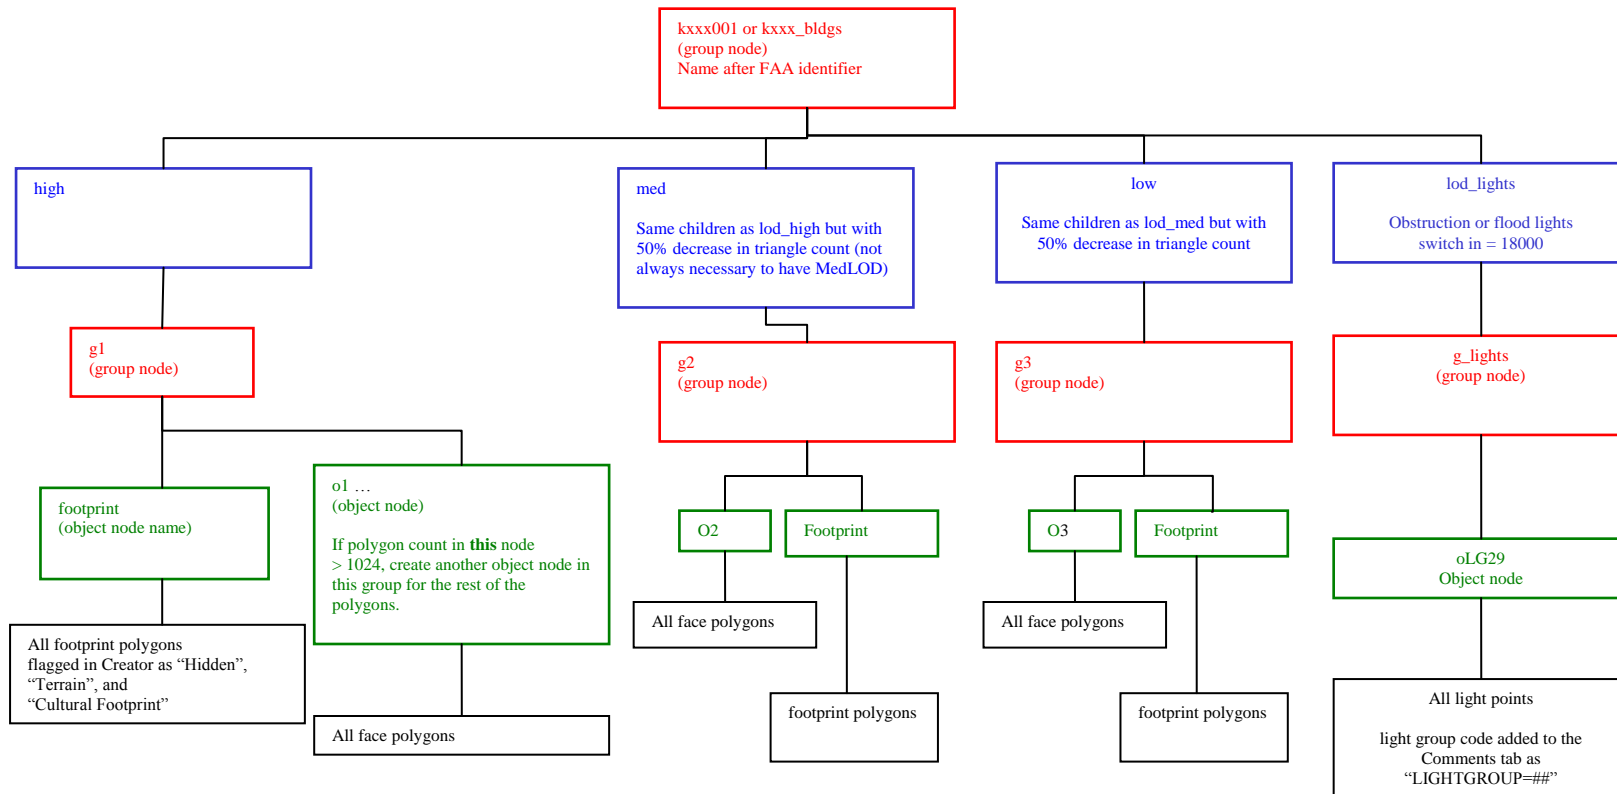 kxxx001 or kxxx_bldgs
(group node)
Name after FAA identifier
high
med
Same children as lod_high but with
50% decrease in triangle count (not
always necessary to have MedLOD)
low
Same children as lod_med but with
50% decrease in triangle count
lod_lights
Obstruction or flood lights
switch in = 18000
g1
(group node)
g2
(group node)
g3
(group node)
g_lights
(group node)
footprint
(object node name)
o1 …
(object node)
If polygon count in this node
> 1024, create another object node in
this group for the rest of the
polygons.
O2
Footprint
O3
Footprint
oLG29
Object node
All footprint polygons
flagged in Creator as “Hidden”,
“Terrain”, and
“Cultural Footprint”
All face polygons
All face polygons
footprint polygons
All face polygons
footprint polygons
All light points
light group code added to the
Comments tab as
“LIGHTGROUP=##”